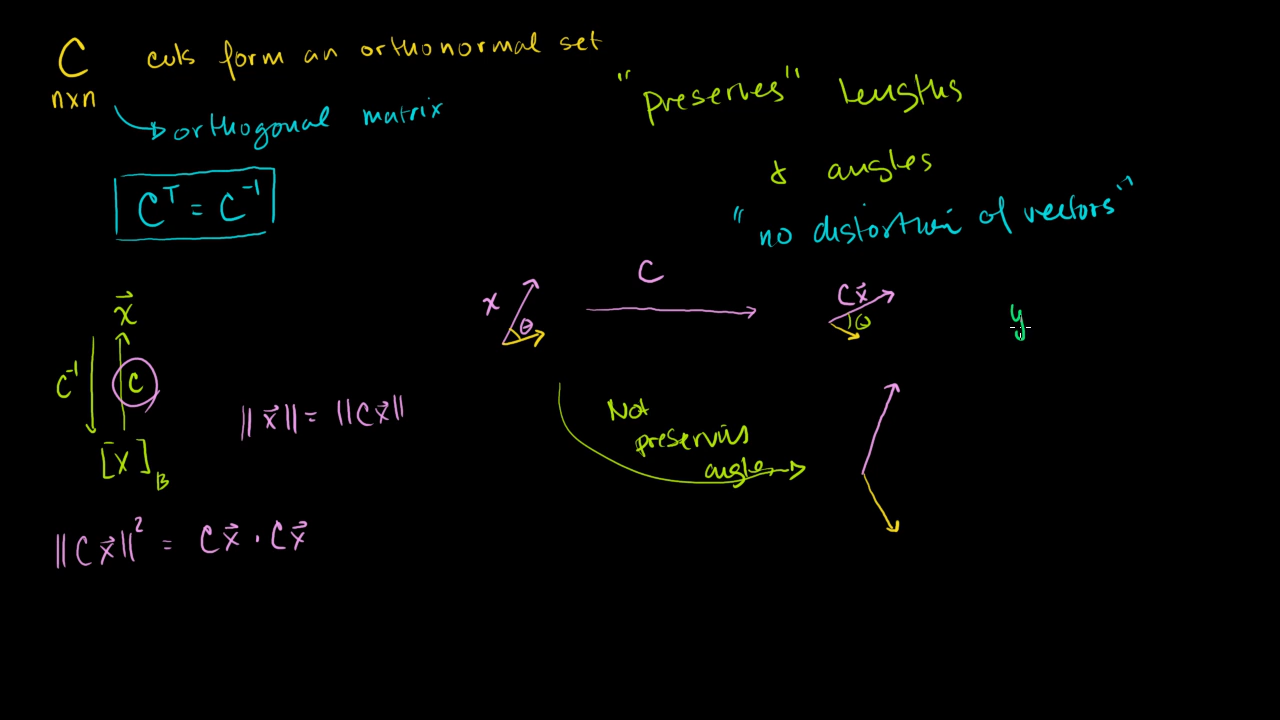 C cols form an orthonormal set
n×n
orthogonal matrix
"preserves" lengths
& angles
"no distortion of vectors"
Cᵀ = C⁻¹
x⃗
C⁻¹ C
[x⃗]_B
||x⃗|| = ||Cx⃗||
||Cx⃗||² = Cx⃗ · Cx⃗
C
x θ
Cx⃗ θ
y
Not
preserving
angles